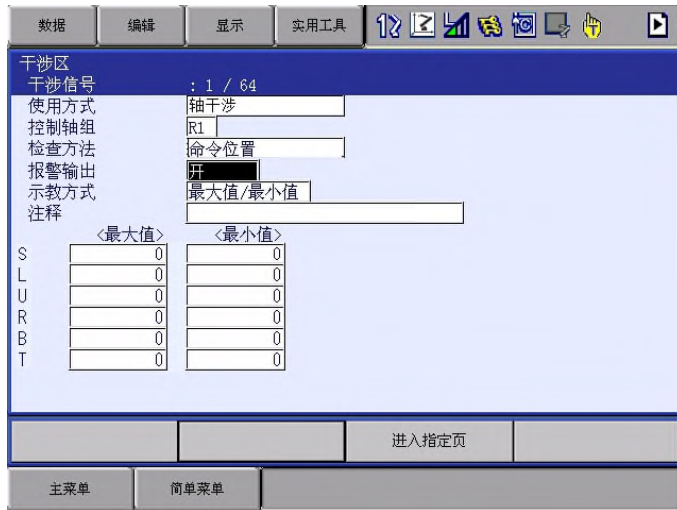 数据 编辑 显示 实用工具
干涉区
干涉信号 : 1 / 64
使用方式 轴干涉
控制轴组 R1
检查方法 命令位置
报警输出 开
示教方式 最大值/最小值
注释
<最大值> <最小值>
S 0 0
L 0 0
U 0 0
R 0 0
B 0 0
T 0 0
进入指定页
主菜单 简单菜单